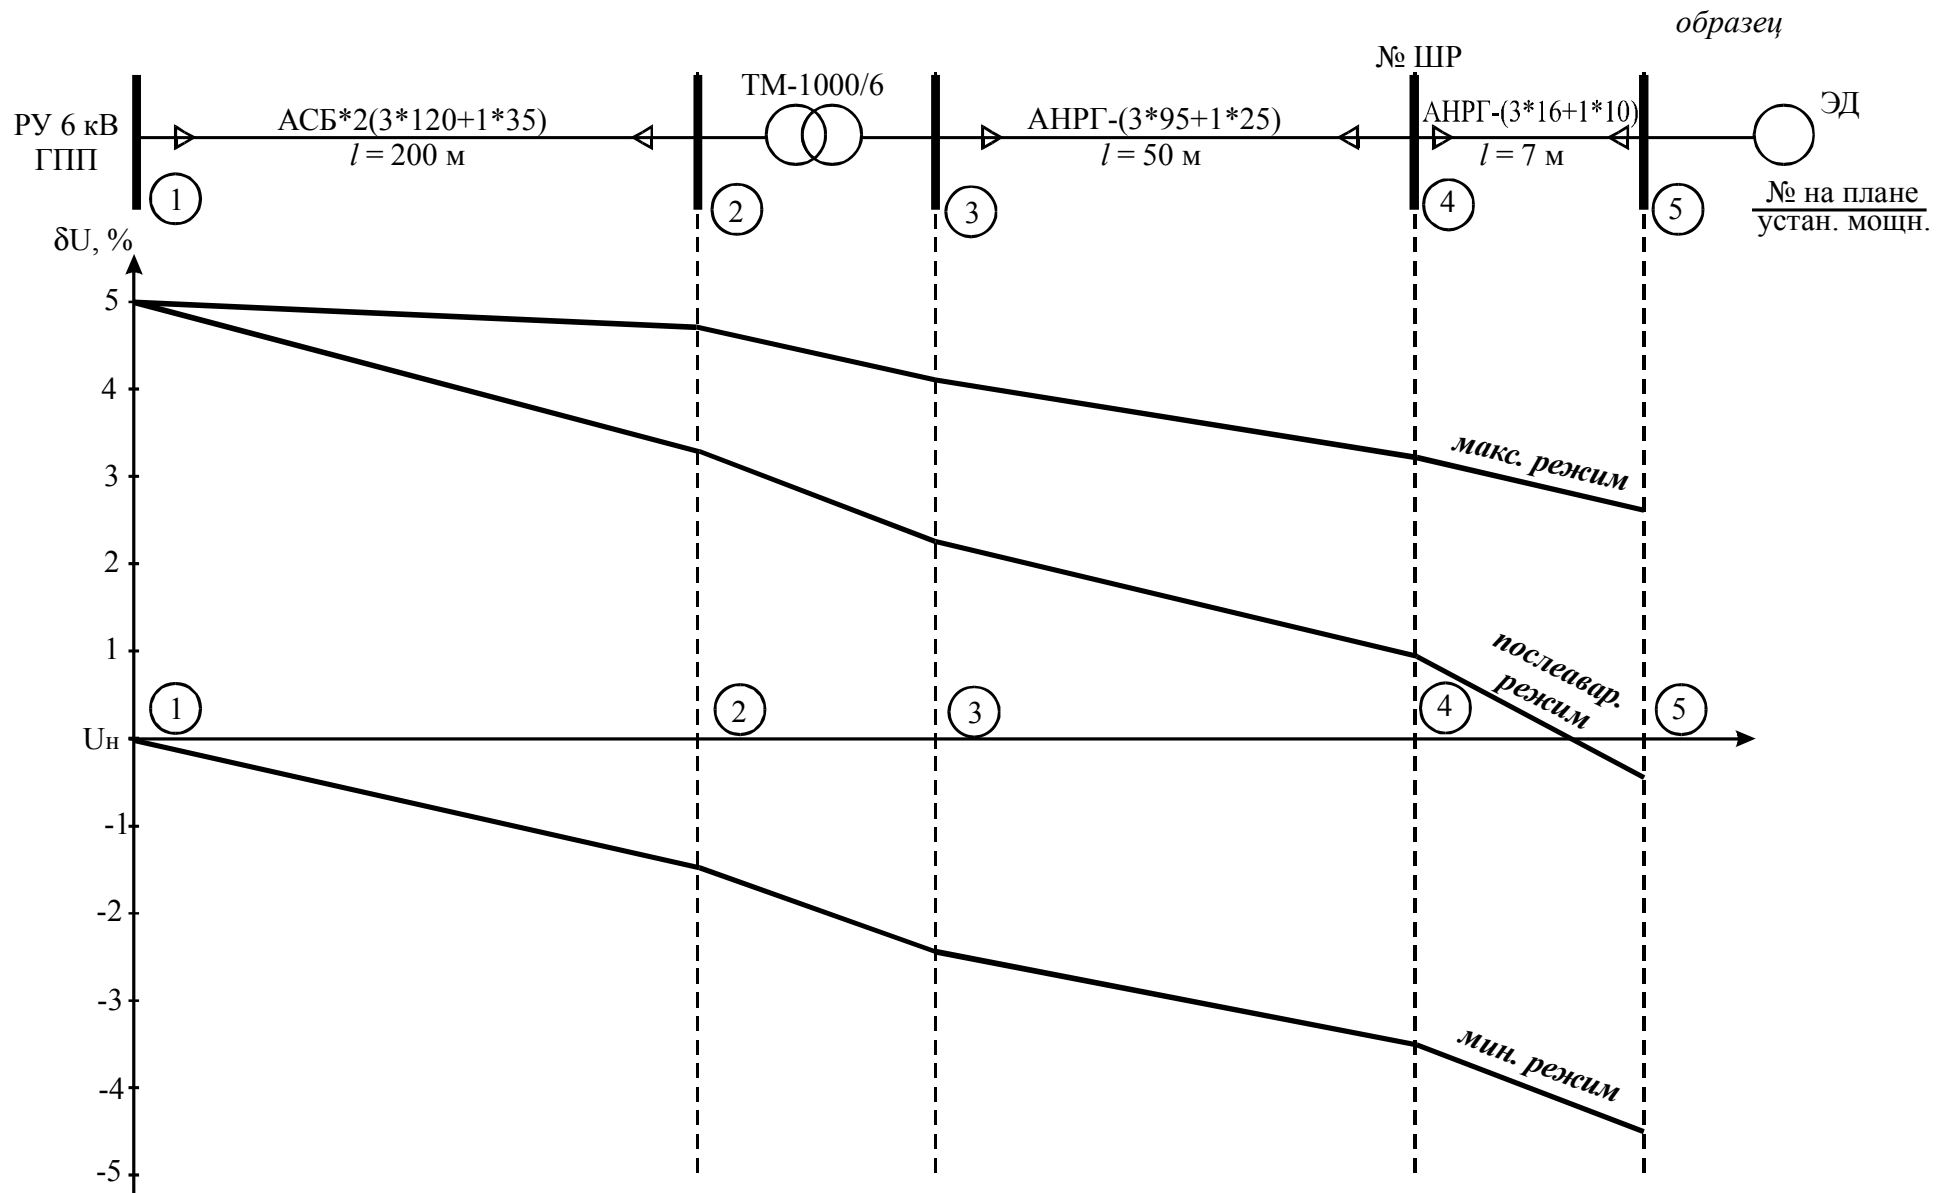 образец
№ ШР
ТМ-1000/6
ЭД
РУ 6 кВ
ГПП
АСБ*2(3*120+1*35)
l = 200 м
АНРГ-(3*95+1*25)
l = 50 м
АНРГ-(3*16+1*10)
l = 7 м
№ на плане
устан. мощн.
1
2
3
4
5
δU, %
5
4
3
2
1
Uн
-1
-2
-3
-4
-5
макс. режим
послеавар.
режим
1
2
3
4
5
мин. режим